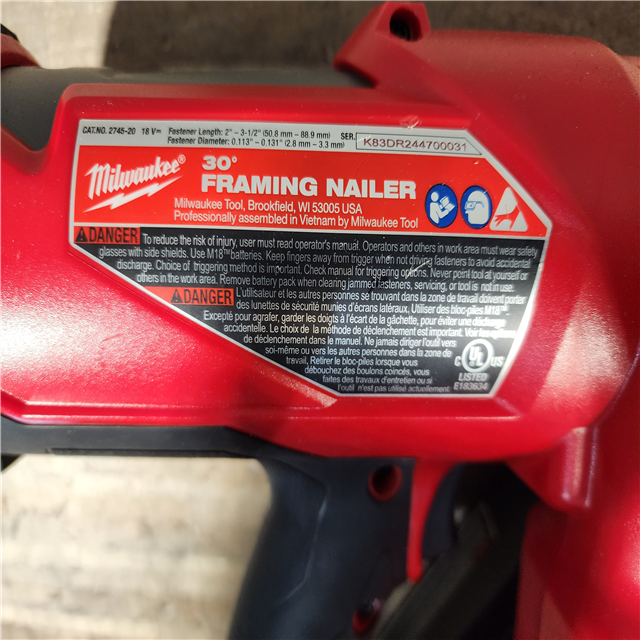 CAT.NO. 2745-20 18 V⎓ Fastener Length: 2" – 3-1/2" (50.8 mm – 88.9 mm)
Fastener Diameter: 0.113" – 0.131" (2.8 mm – 3.3 mm) SER. K83DR244700031
Milwaukee®
30°
FRAMING NAILER
Milwaukee Tool, Brookfield, WI 53005 USA
Professionally assembled in Vietnam by Milwaukee Tool
DANGER To reduce the risk of injury, user must read operator's manual. Operators and others in work area must wear safety
glasses with side shields. Use M18™ batteries. Keep fingers away from trigger when not driving fasteners to avoid accidental
discharge. Choice of triggering method is important. Check manual for triggering options. Never point tool at yourself or
others in the work area. Remove battery pack when clearing jammed fasteners, servicing, or tool is not in use.
DANGER L'utilisateur et les autres personnes se trouvant dans la zone de travail doivent porter
des lunettes de sécurité munies d'écrans latéraux. Utiliser des bloc-piles M18™
Excepté pour agrafer, garder les doigts à l'écart de la gâchette, pour éviter une décharge
accidentelle. Le choix de la méthode de déclenchement est important. Voir les modes
de déclenchement dans le manuel. Ne jamais diriger l'outil vers
soi-même ou vers les autres personnes dans la zone de
travail, Retirer le bloc-piles lorsque vous
débouchez des boulons coincés, vous
faites des travaux d'entretien ou si
l'outil n'est pas utilisé actuellement.
C UL US
LISTED
E183634